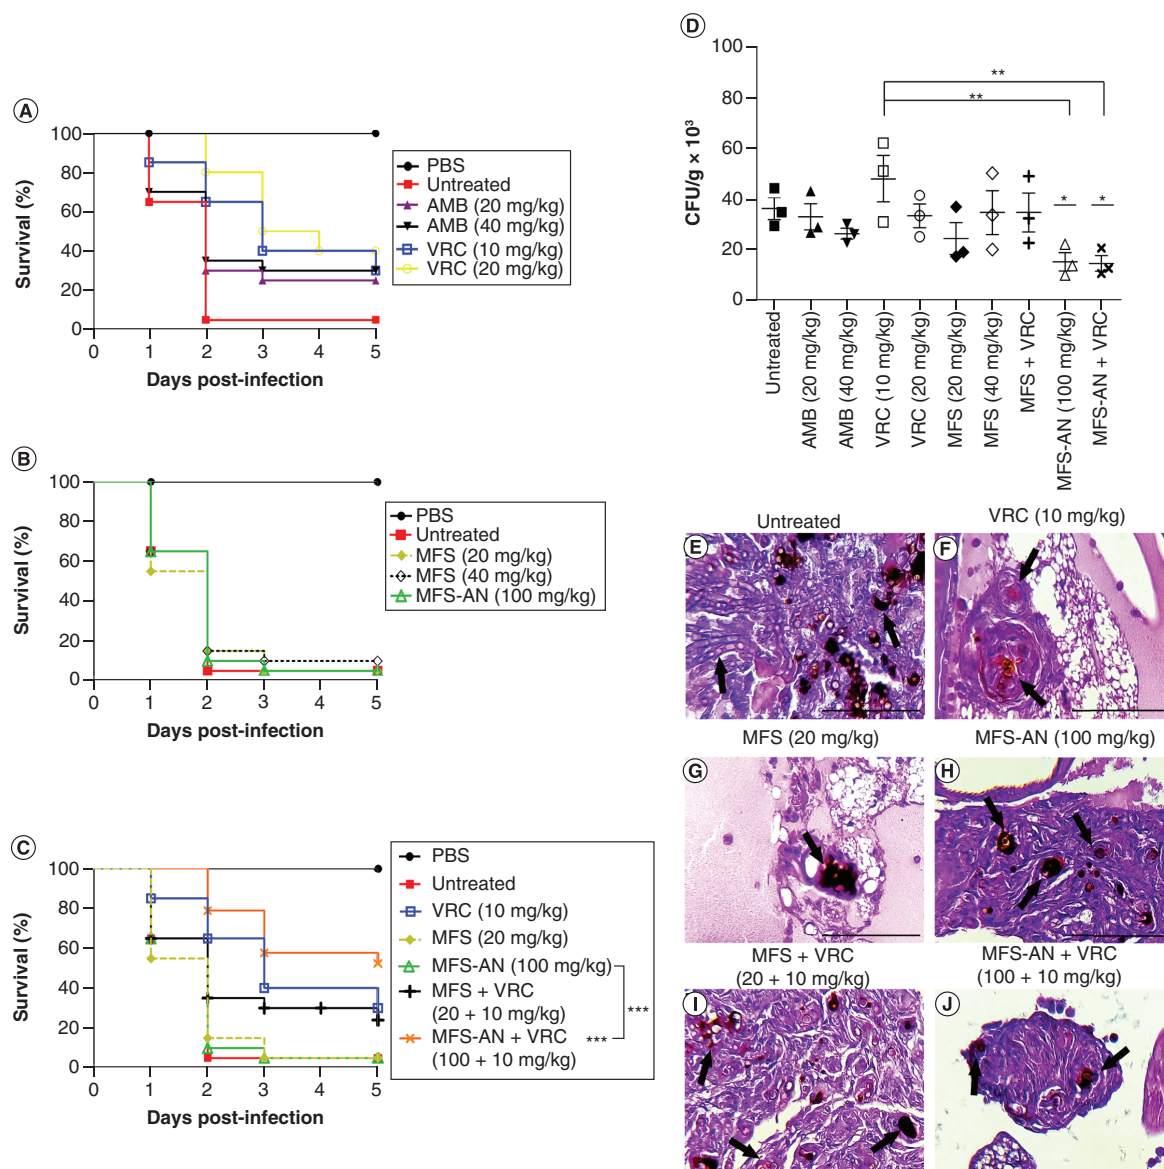 A
Survival (%)
100
80
60
40
20
0
0 1 2 3 4 5
Days post-infection
PBS
Untreated
AMB (20 mg/kg)
AMB (40 mg/kg)
VRC (10 mg/kg)
VRC (20 mg/kg)
B
Survival (%)
100
80
60
40
20
0
0 1 2 3 4 5
Days post-infection
PBS
Untreated
MFS (20 mg/kg)
MFS (40 mg/kg)
MFS-AN (100 mg/kg)
C
Survival (%)
100
80
60
40
20
0
0 1 2 3 4 5
Days post-infection
PBS
Untreated
VRC (10 mg/kg)
MFS (20 mg/kg)
MFS-AN (100 mg/kg)
MFS + VRC
(20 + 10 mg/kg)
MFS-AN + VRC
(100 + 10 mg/kg)
***
***
D
CFU/g × 10³
100
80
60
40
20
0
**
**
*
*
Untreated
AMB (20 mg/kg)
AMB (40 mg/kg)
VRC (10 mg/kg)
VRC (20 mg/kg)
MFS (20 mg/kg)
MFS (40 mg/kg)
MFS + VRC
MFS-AN (100 mg/kg)
MFS-AN + VRC
Untreated
E
VRC (10 mg/kg)
F
MFS (20 mg/kg)
G
MFS-AN (100 mg/kg)
H
MFS + VRC
(20 + 10 mg/kg)
I
MFS-AN + VRC
(100 + 10 mg/kg)
J